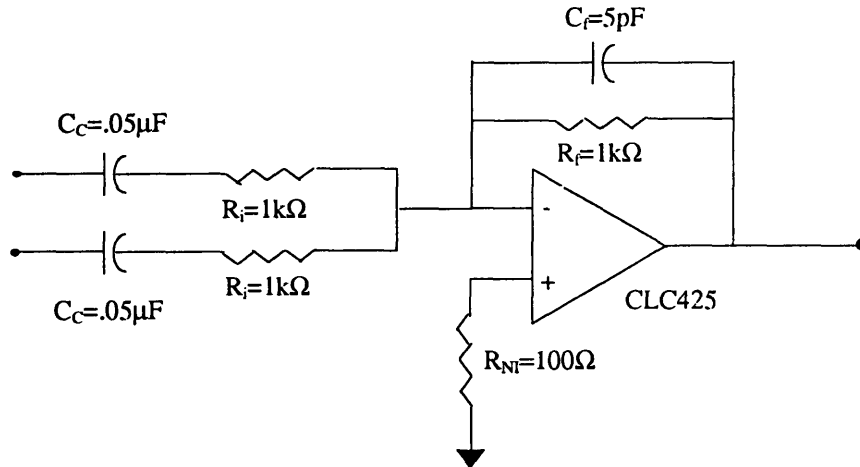 C_f=5pF
C_C=.05µF
R_f=1kΩ
R_i=1kΩ
-
R_i=1kΩ
+
C_C=.05µF
CLC425
R_NI=100Ω